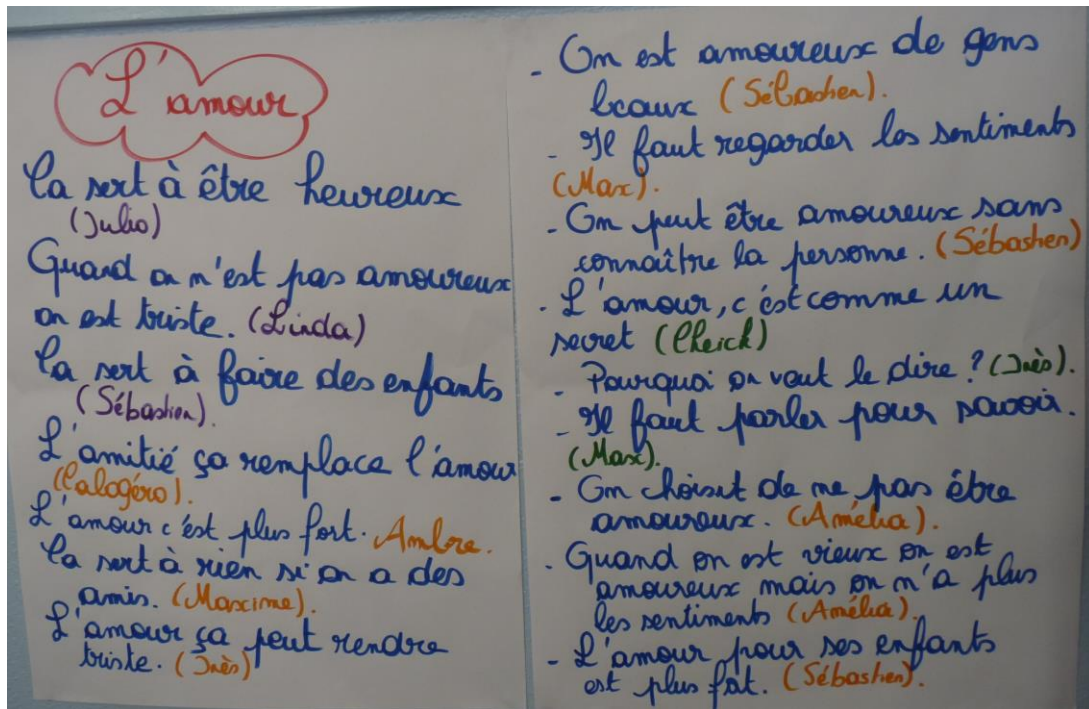 L'amour
Ça sert à être heureux
(Julio)
Quand on n'est pas amoureux
on est triste. (Linda)
Ça sert à faire des enfants
(Sébastien).
L'amitié ça remplace l'amour
(Calogéro).
L'amour c'est plus fort. Ambre.
Ça sert à rien si on a des
amis. (Maxime).
L'amour ça peut rendre
triste. (Inès)
- On est amoureux de gens
beaux (Sébastien).
- Il faut regarder les sentiments
(Max).
- On peut être amoureux sans
connaître la personne. (Sébastien)
- L'amour, c'est comme un
secret (Cheick)
- Pourquoi on veut le dire ? (Inès).
- Il faut parler pour savoir.
(Max).
- On choisit de ne pas être
amoureux. (Amélia).
- Quand on est vieux on est
amoureux mais on n'a plus
les sentiments (Amélia).
- L'amour pour ses enfants
est plus fort. (Sébastien).